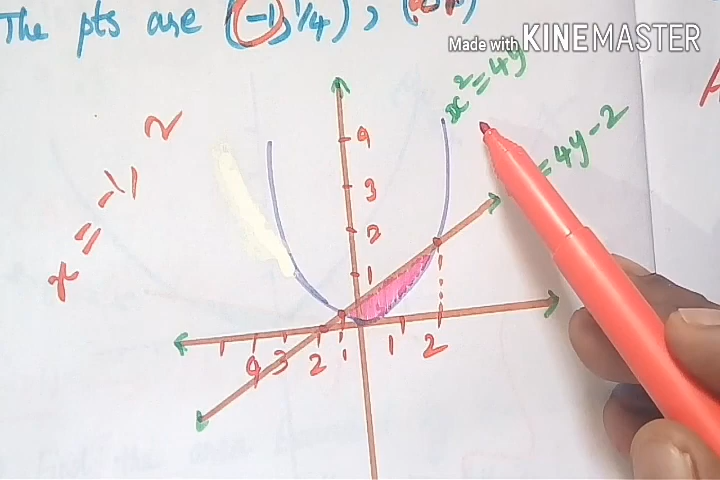 The pts are (-1, 1/4), (
Made with KINEMASTER
x² = 4y
= 4y - 2
x = -1, 2
4
3
2
1
4 3 2 1 1 2